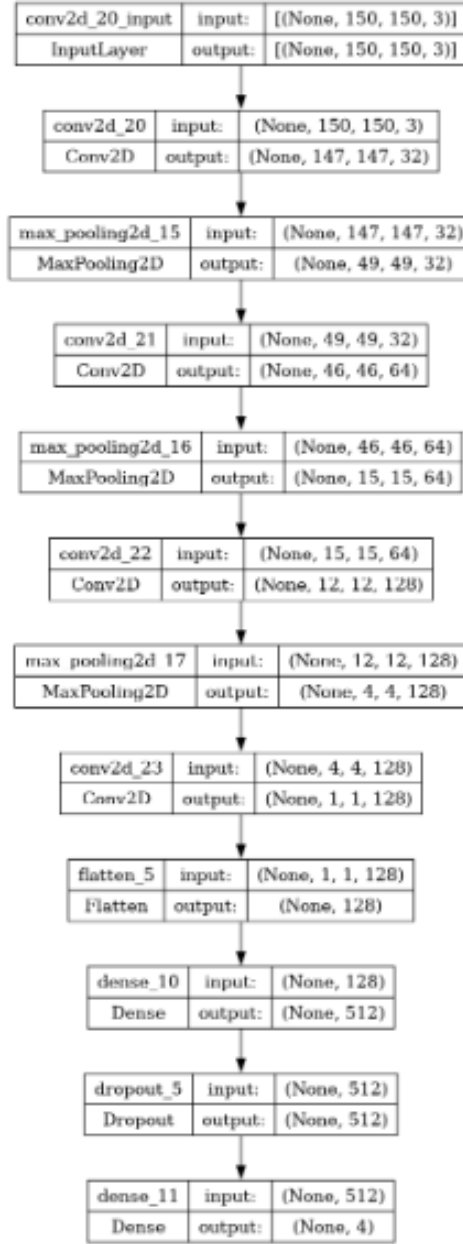 conv2d_20_input input: [(None, 150, 150, 3)]
InputLayer output: [(None, 150, 150, 3)]
conv2d_20 input: (None, 150, 150, 3)
Conv2D output: (None, 147, 147, 32)
max_pooling2d_15 input: (None, 147, 147, 32)
MaxPooling2D output: (None, 49, 49, 32)
conv2d_21 input: (None, 49, 49, 32)
Conv2D output: (None, 46, 46, 64)
max_pooling2d_16 input: (None, 46, 46, 64)
MaxPooling2D output: (None, 15, 15, 64)
conv2d_22 input: (None, 15, 15, 64)
Conv2D output: (None, 12, 12, 128)
max_pooling2d_17 input: (None, 12, 12, 128)
MaxPooling2D output: (None, 4, 4, 128)
conv2d_23 input: (None, 4, 4, 128)
Conv2D output: (None, 1, 1, 128)
flatten_5 input: (None, 1, 1, 128)
Flatten output: (None, 128)
dense_10 input: (None, 128)
Dense output: (None, 512)
dropout_5 input: (None, 512)
Dropout output: (None, 512)
dense_11 input: (None, 512)
Dense output: (None, 4)